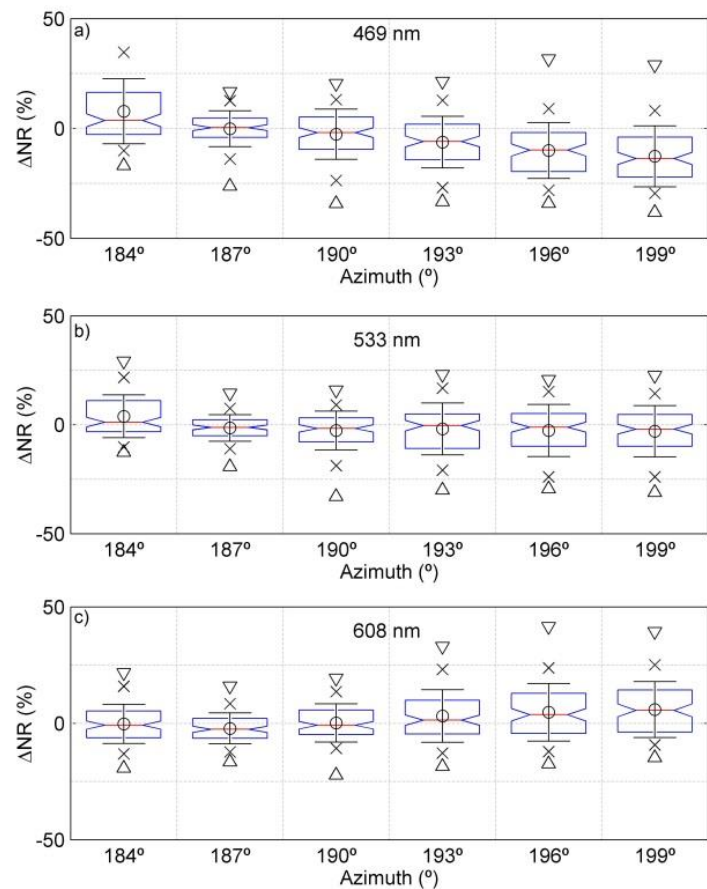 a)
469 nm
50
0
-50
ΔNR (%)
184º 187º 190º 193º 196º 199º
Azimuth (º)
b)
533 nm
50
0
-50
ΔNR (%)
184º 187º 190º 193º 196º 199º
Azimuth (º)
c)
608 nm
50
0
-50
ΔNR (%)
184º 187º 190º 193º 196º 199º
Azimuth (º)